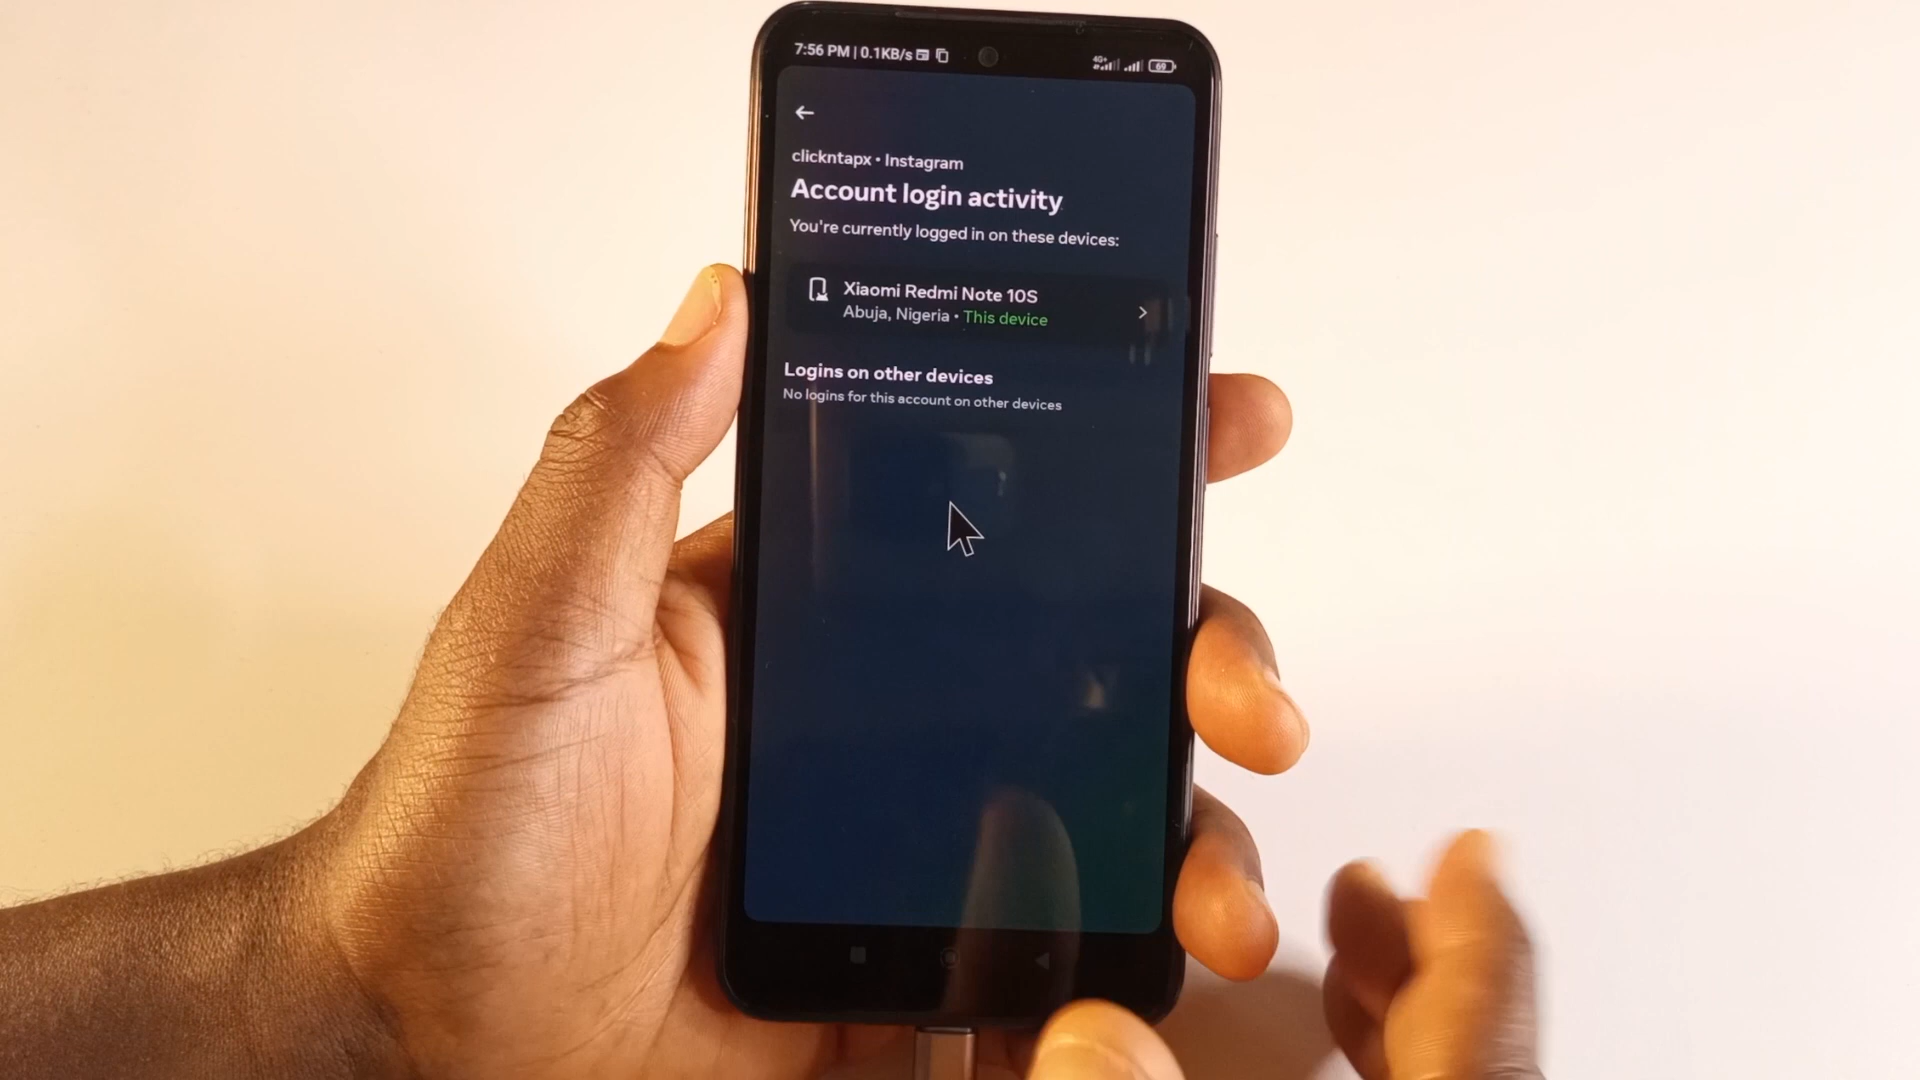 7:56 PM | 0.1KB/s
4G+
69
clickntapx • Instagram
Account login activity
You're currently logged in on these devices:
Xiaomi Redmi Note 10S
Abuja, Nigeria • This device
Logins on other devices
No logins for this account on other devices